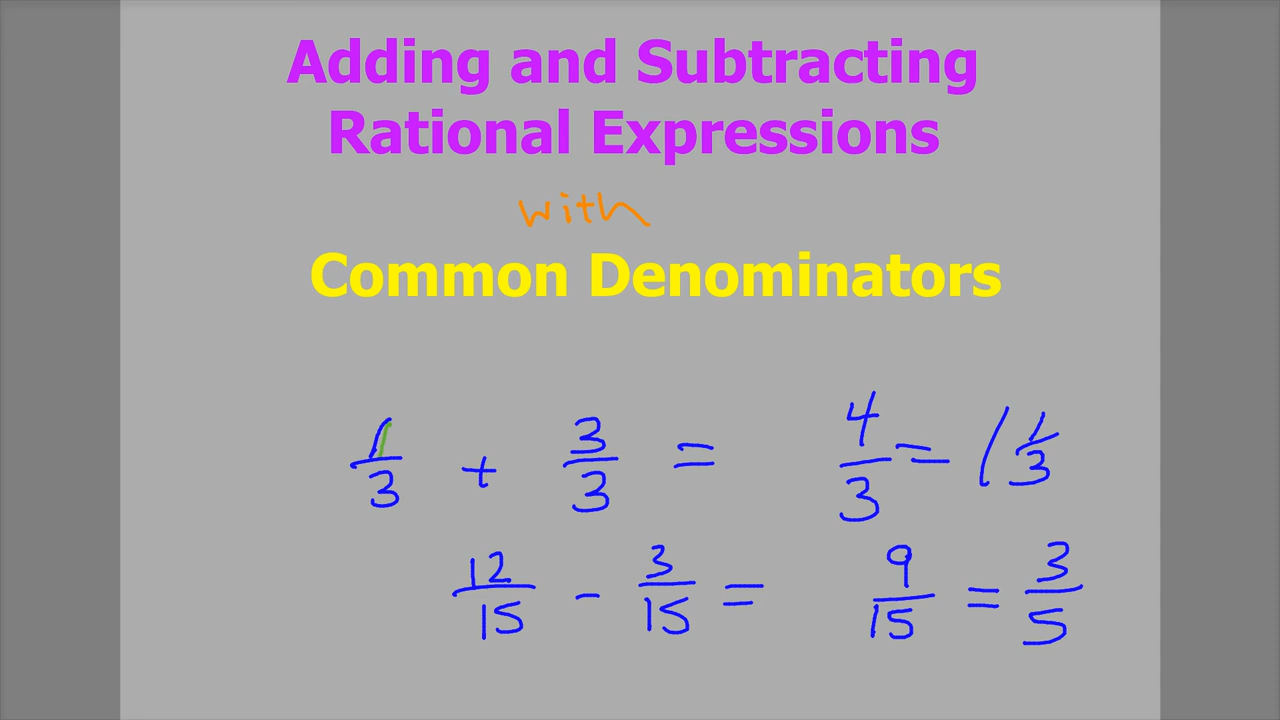 Adding and Subtracting
Rational Expressions
with
Common Denominators
1/3 + 3/3 = 4/3 = 1 1/3
12/15 - 3/15 = 9/15 = 3/5